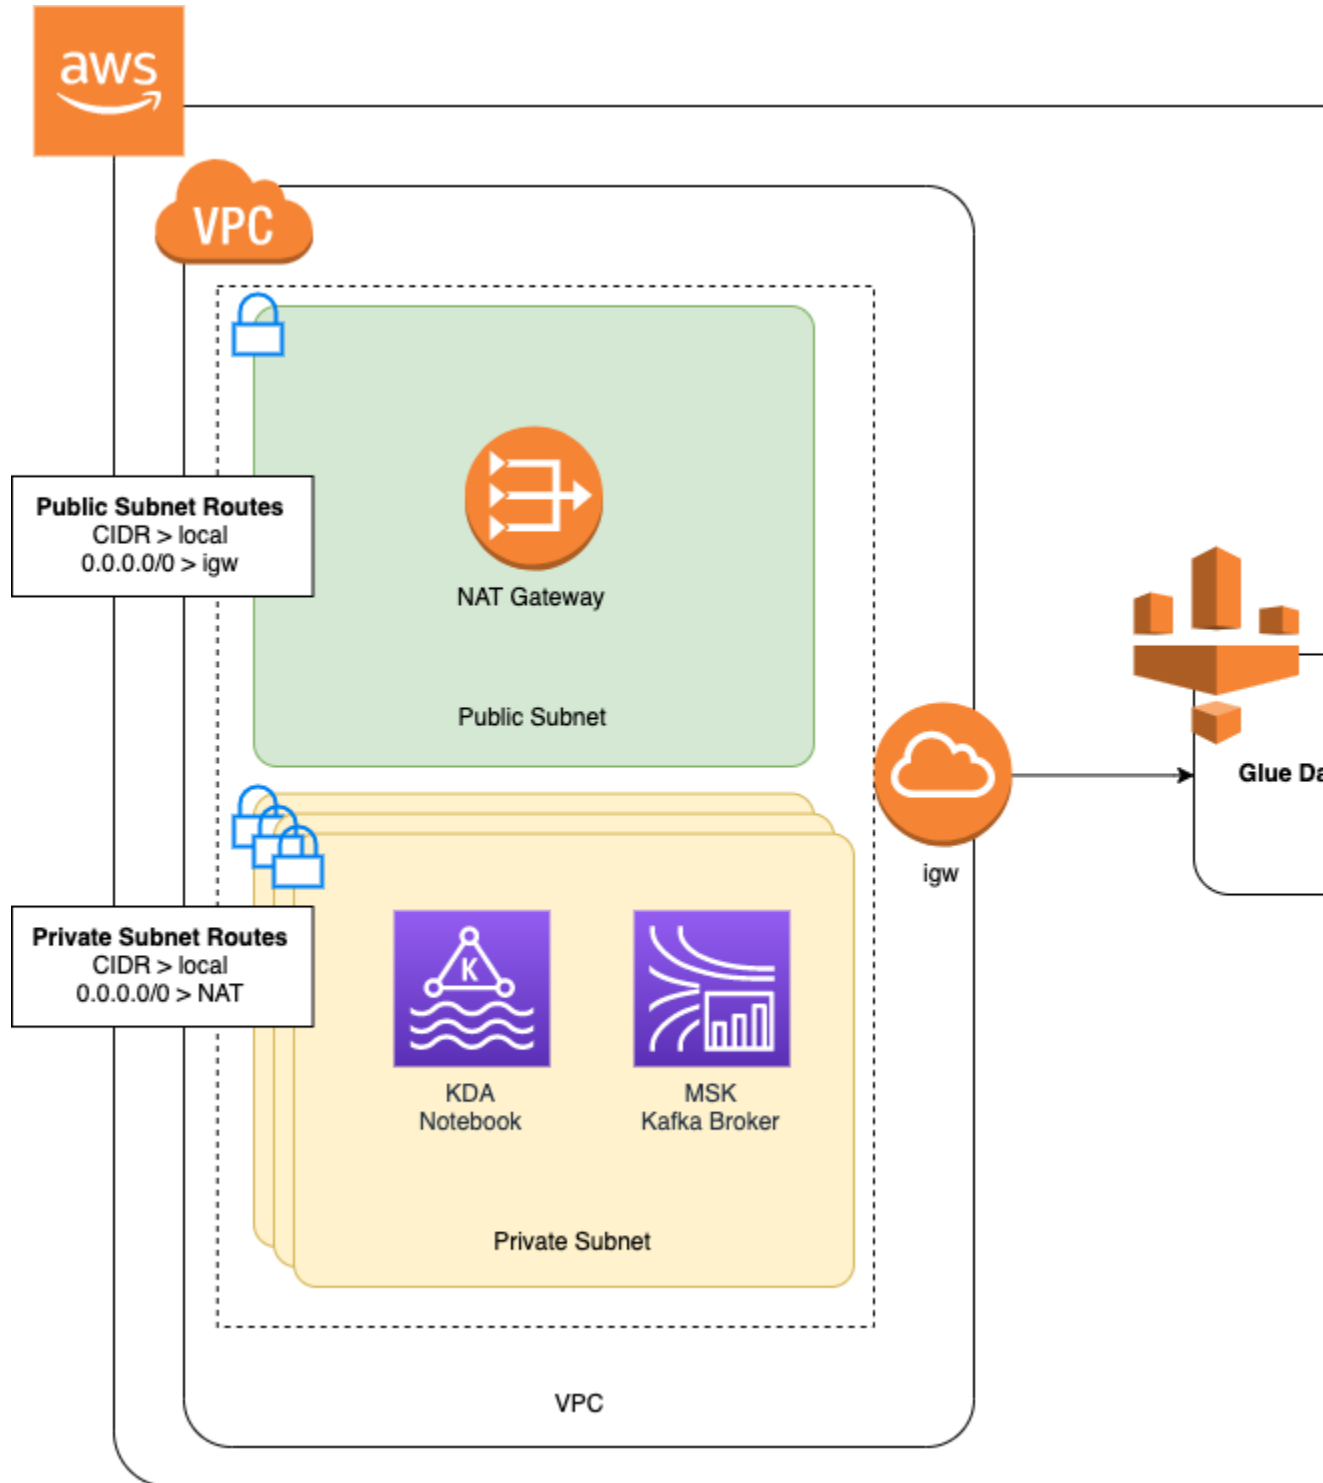 aws
VPC
Public Subnet Routes
CIDR > local
0.0.0.0/0 > igw
NAT Gateway
Public Subnet
Glue Da
igw
Private Subnet Routes
CIDR > local
0.0.0.0/0 > NAT
K
KDA
Notebook
MSK
Kafka Broker
Private Subnet
VPC